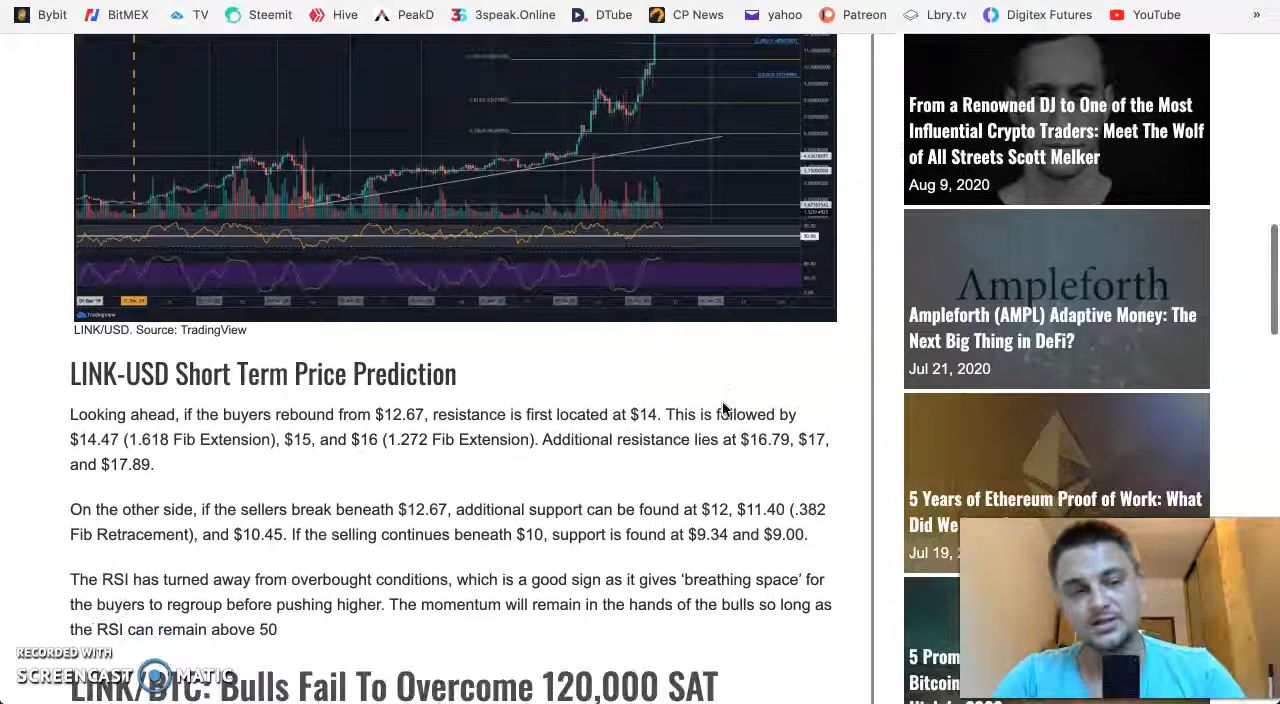 Bybit BitMEX TV Steemit Hive PeakD 3speak.Online DTube CP News yahoo Patreon Lbry.tv Digitex Futures YouTube »
TradingView
LINK/USD. Source: TradingView
LINK-USD Short Term Price Prediction
Looking ahead, if the buyers rebound from $12.67, resistance is first located at $14. This is followed by
$14.47 (1.618 Fib Extension), $15, and $16 (1.272 Fib Extension). Additional resistance lies at $16.79, $17,
and $17.89.
On the other side, if the sellers break beneath $12.67, additional support can be found at $12, $11.40 (.382
Fib Retracement), and $10.45. If the selling continues beneath $10, support is found at $9.34 and $9.00.
The RSI has turned away from overbought conditions, which is a good sign as it gives ‘breathing space’ for
the buyers to regroup before pushing higher. The momentum will remain in the hands of the bulls so long as
the RSI can remain above 50
LINK/BTC: Bulls Fail To Overcome 120,000 SAT
RECORDED WITH
SCREENCAST MATIC
From a Renowned DJ to One of the Most
Influential Crypto Traders: Meet The Wolf
of All Streets Scott Melker
Aug 9, 2020
Ampleforth
Ampleforth (AMPL) Adaptive Money: The
Next Big Thing in DeFi?
Jul 21, 2020
5 Years of Ethereum Proof of Work: What
Did We
Jul 19,
5 Prom
Bitcoin